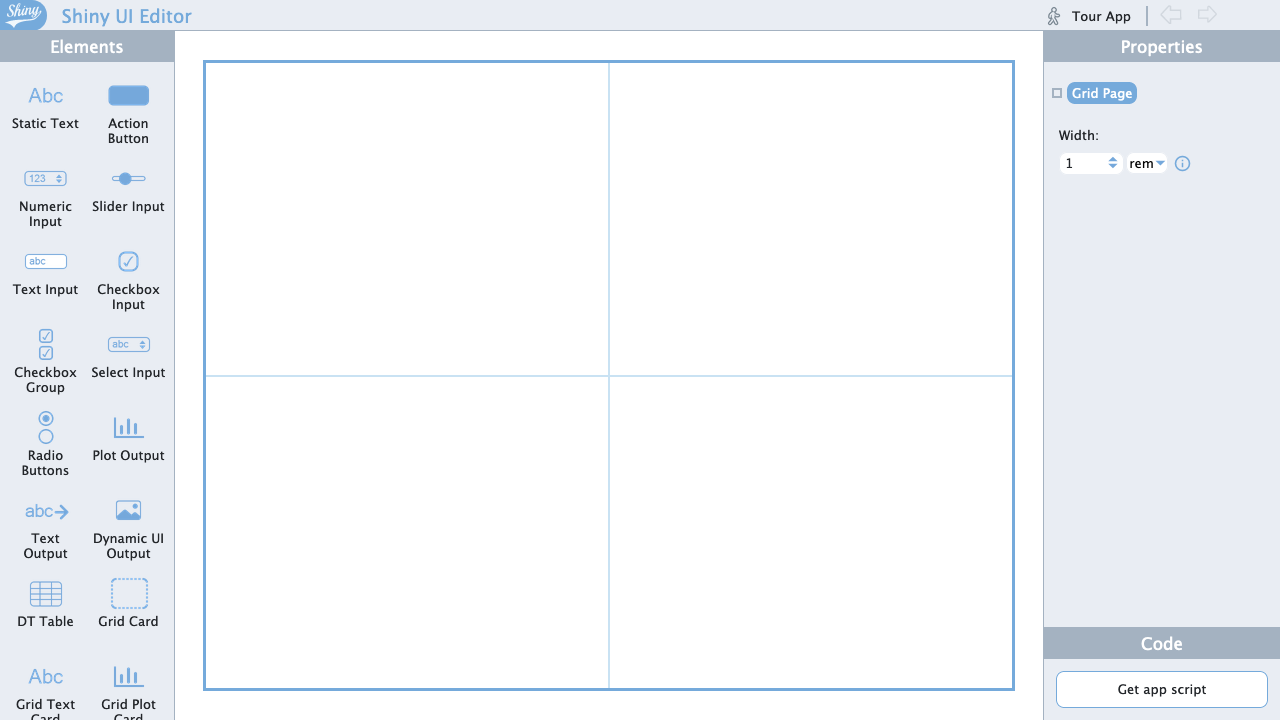 Shiny
Shiny UI Editor
Tour App
Elements
Properties
Abc
Static Text
Action
Button
123
Numeric
Input
Slider Input
abc
Text Input
Checkbox
Input
Checkbox
Group
abc
Select Input
Radio
Buttons
Plot Output
abc
Text
Output
Dynamic UI
Output
DT Table
Grid Card
Abc
Grid Text
Card
Grid Plot
Card
Grid Page
Width:
1
rem
Code
Get app script